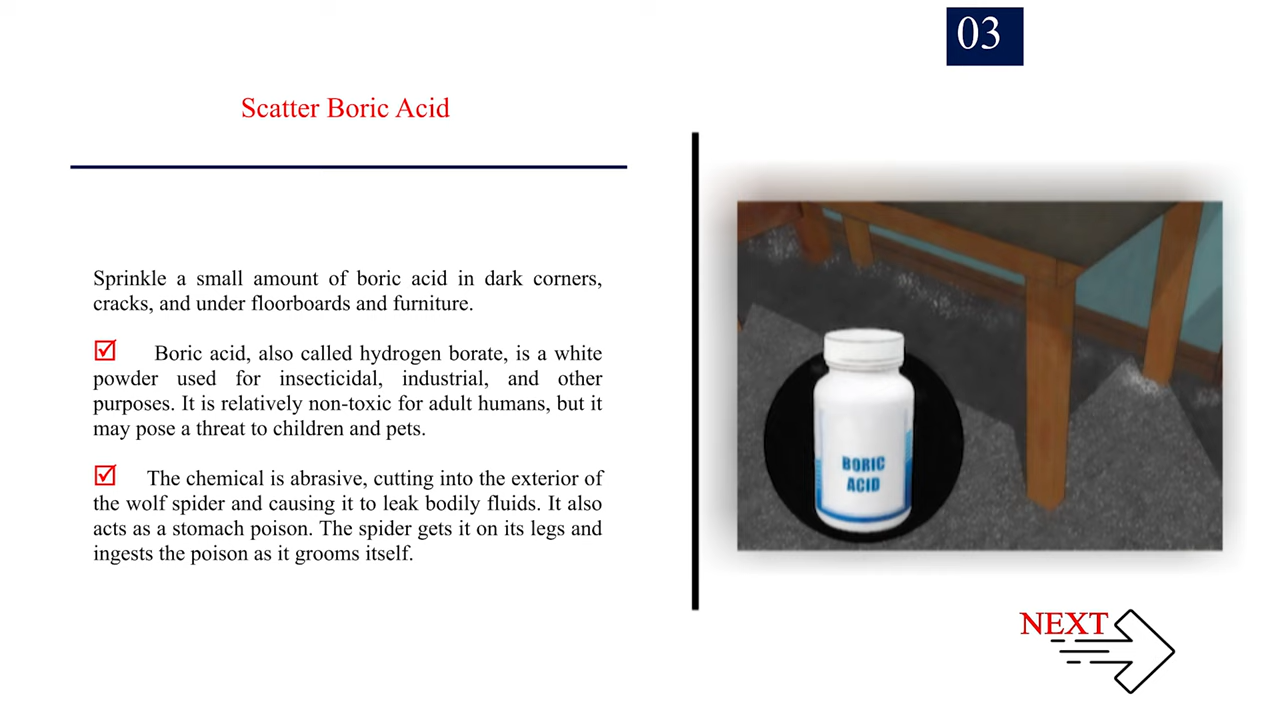 03
Scatter Boric Acid
Sprinkle a small amount of boric acid in dark corners,
cracks, and under floorboards and furniture.
☑ Boric acid, also called hydrogen borate, is a white
powder used for insecticidal, industrial, and other
purposes. It is relatively non-toxic for adult humans, but it
may pose a threat to children and pets.
☑ The chemical is abrasive, cutting into the exterior of
the wolf spider and causing it to leak bodily fluids. It also
acts as a stomach poison. The spider gets it on its legs and
ingests the poison as it grooms itself.
BORIC
ACID
NEXT